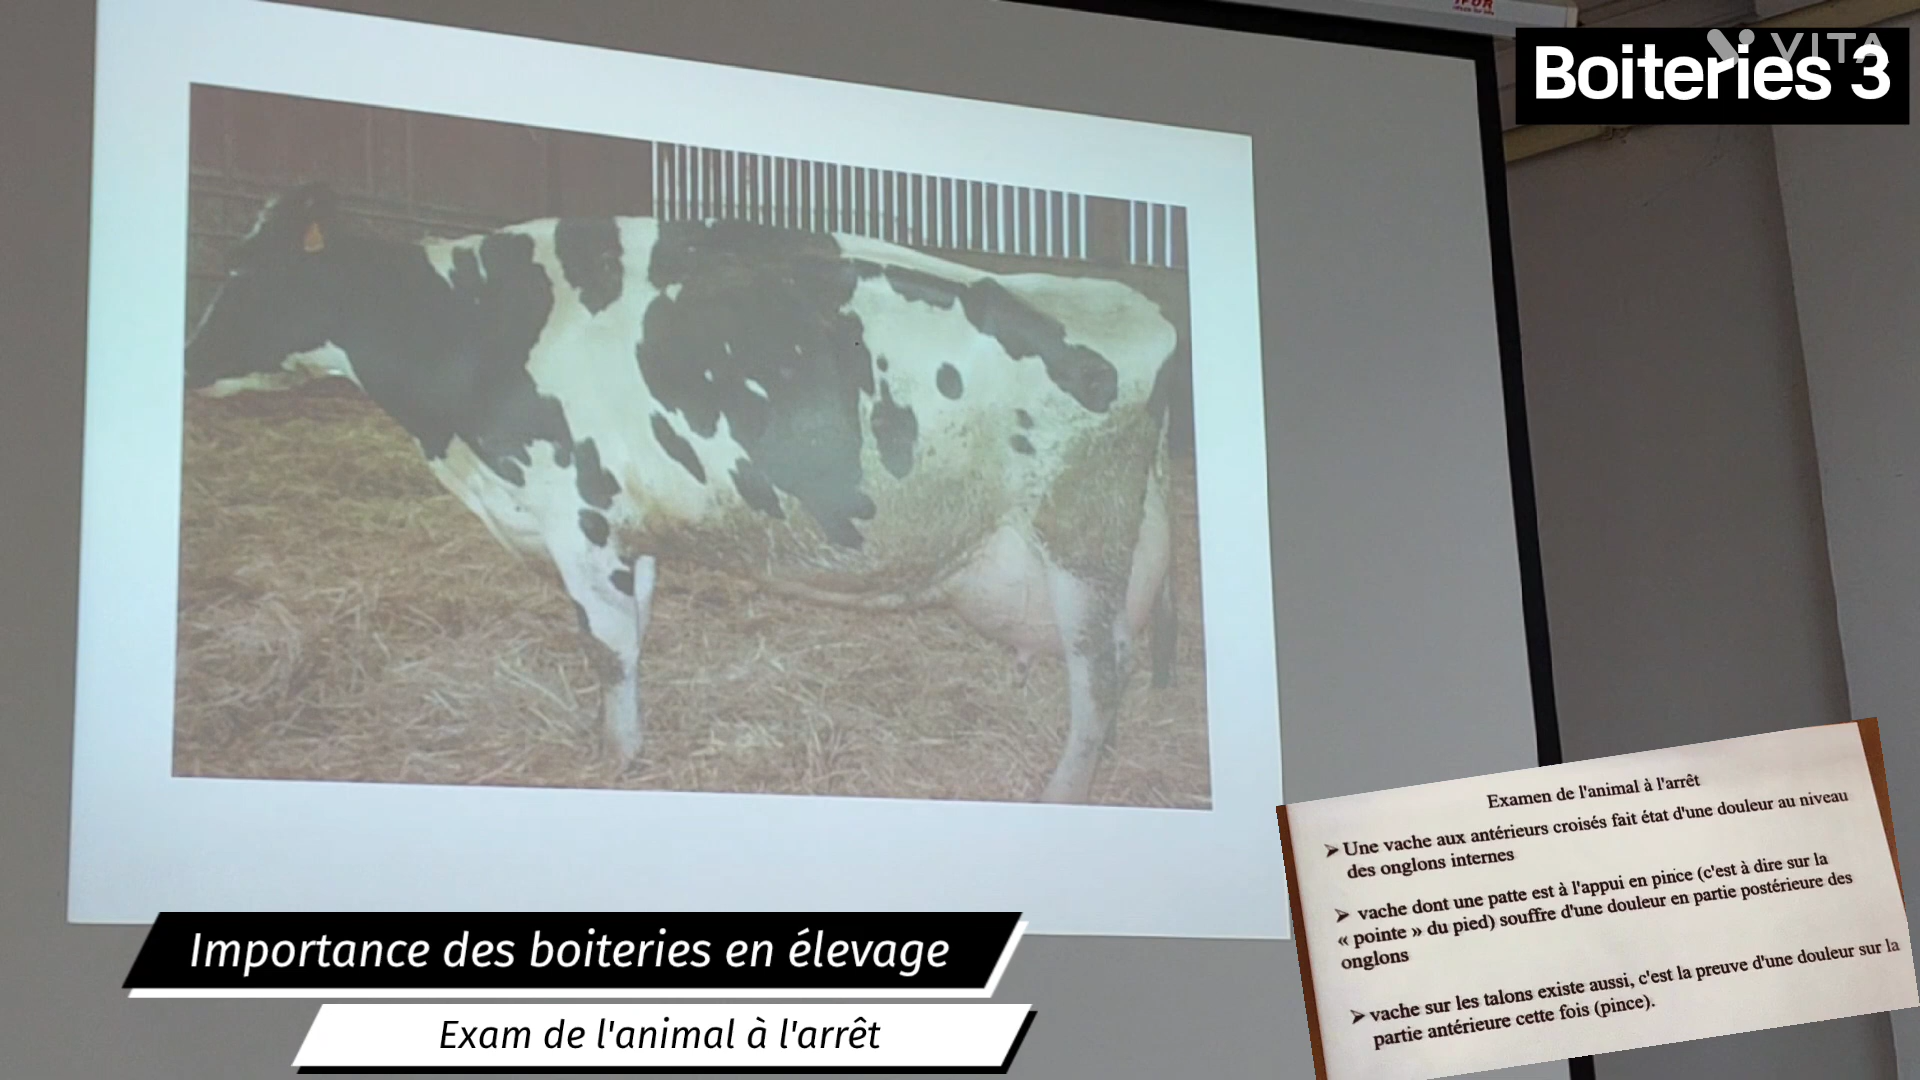 VITA
Boiteries 3
Examen de l'animal à l'arrêt
➢ Une vache aux antérieurs croisés fait état d'une douleur au niveau
des onglons internes
➢ vache dont une patte est à l'appui en pince (c'est à dire sur la
« pointe » du pied) souffre d'une douleur en partie postérieure des
onglons
➢ vache sur les talons existe aussi, c'est la preuve d'une douleur sur la
partie antérieure cette fois (pince).
Importance des boiteries en élevage
Exam de l'animal à l'arrêt